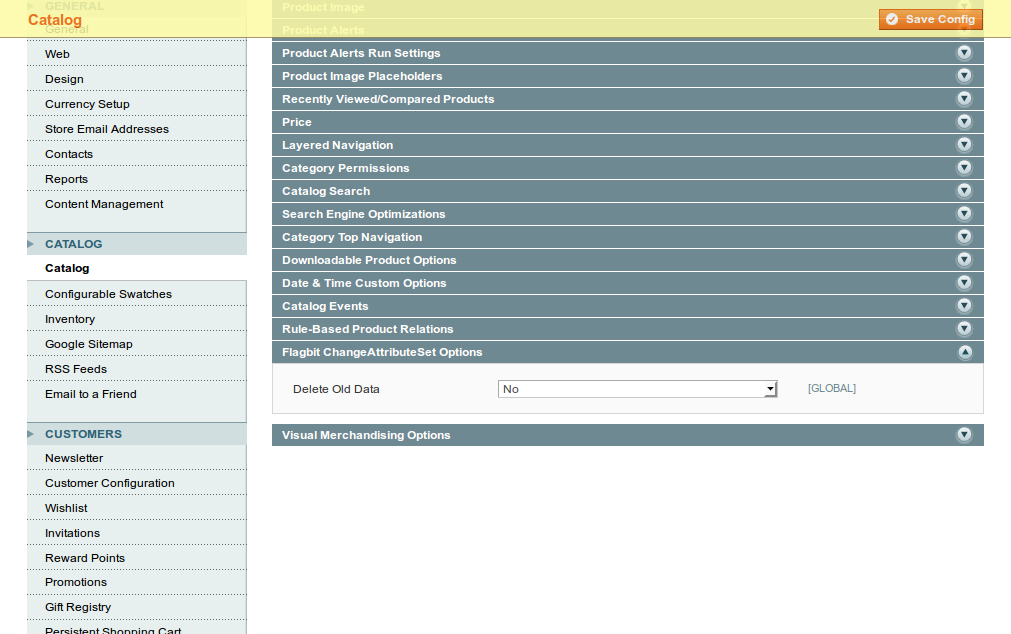 GENERAL
Catalog
General
Save Config
Web
Design
Currency Setup
Store Email Addresses
Contacts
Reports
Content Management
CATALOG
Catalog
Configurable Swatches
Inventory
Google Sitemap
RSS Feeds
Email to a Friend
CUSTOMERS
Newsletter
Customer Configuration
Wishlist
Invitations
Reward Points
Promotions
Gift Registry
Persistent Shopping Cart
Product Image
Product Alerts
Product Alerts Run Settings
Product Image Placeholders
Recently Viewed/Compared Products
Price
Layered Navigation
Category Permissions
Catalog Search
Search Engine Optimizations
Category Top Navigation
Downloadable Product Options
Date & Time Custom Options
Catalog Events
Rule-Based Product Relations
Flagbit ChangeAttributeSet Options
Delete Old Data No [GLOBAL]
Visual Merchandising Options